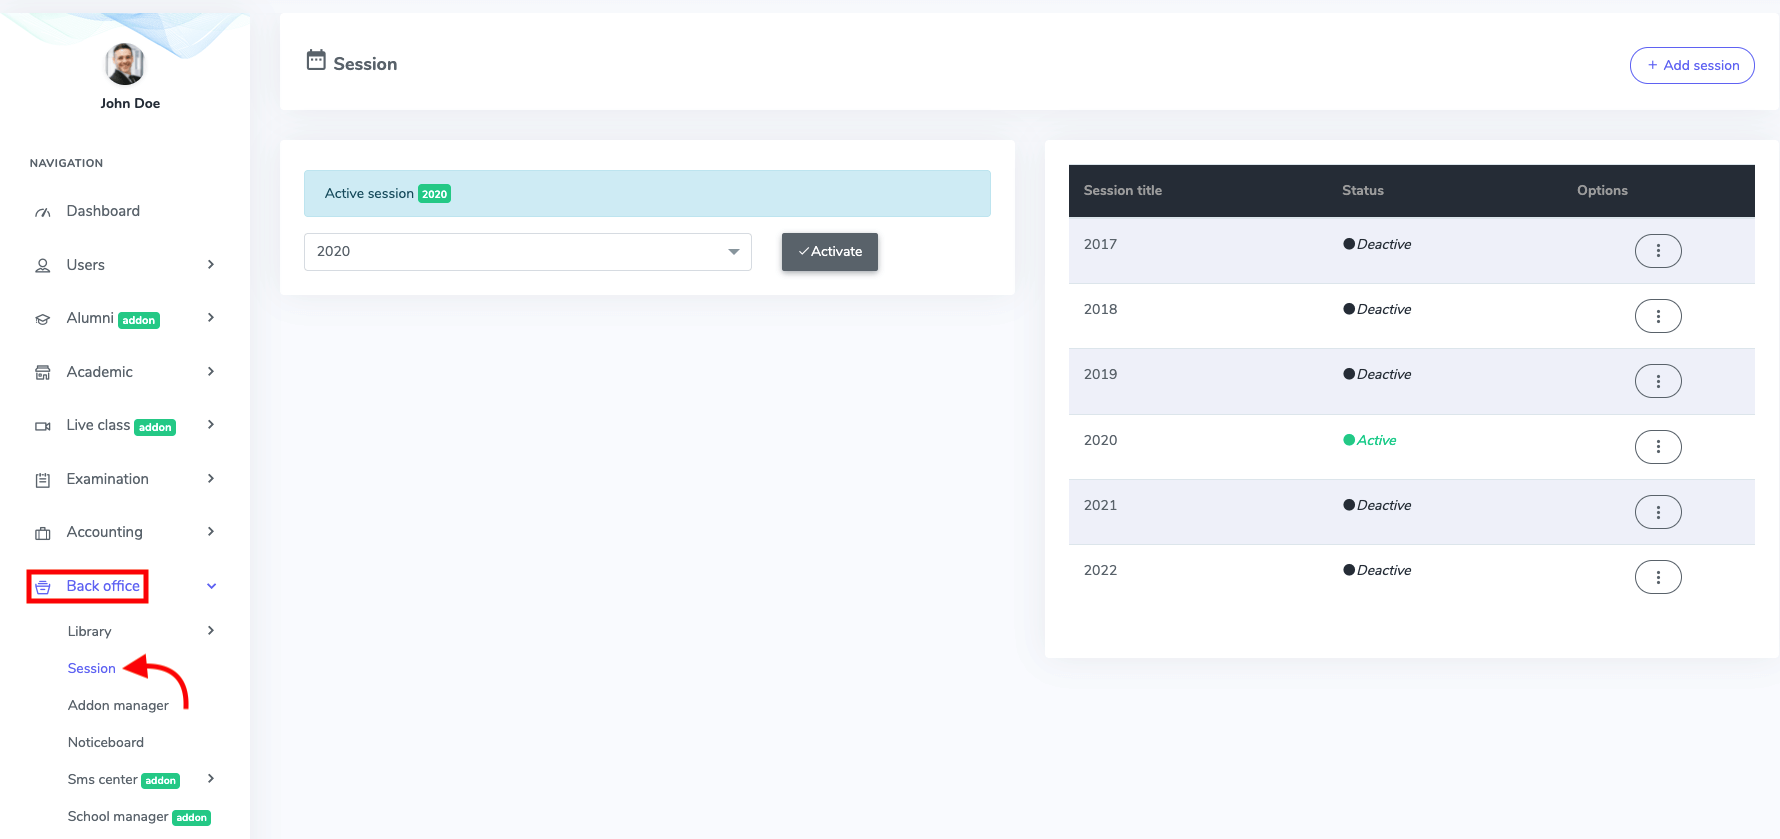 John Doe
NAVIGATION
Dashboard
Users
Alumni addon
Academic
Live class addon
Examination
Accounting
Back office
Library
Session
Addon manager
Noticeboard
Sms center addon
School manager addon
Session
+ Add session
Active session 2020
2020
✓Activate
Session title Status Options
2017 Deactive
2018 Deactive
2019 Deactive
2020 Active
2021 Deactive
2022 Deactive